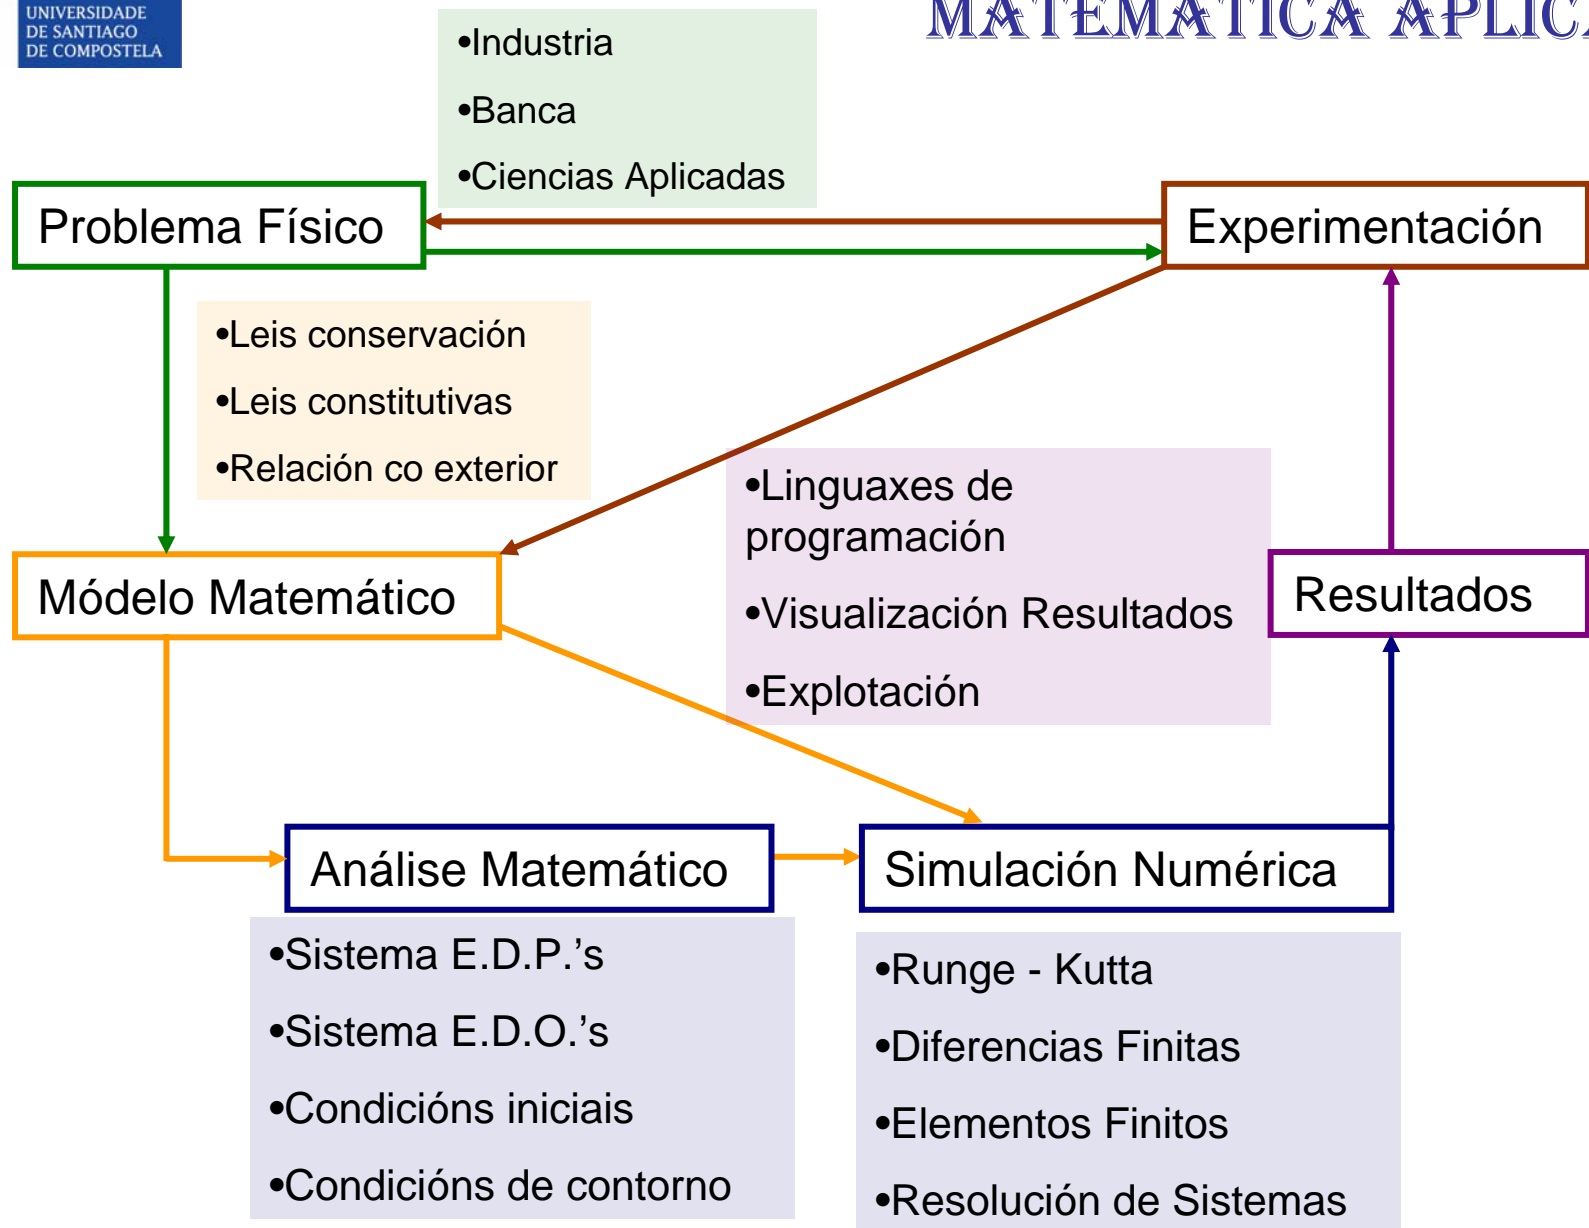 UNIVERSIDADE
DE SANTIAGO
DE COMPOSTELA
•Industria
•Banca
•Ciencias Aplicadas
Problema Físico
Experimentación
•Leis conservación
•Leis constitutivas
•Relación co exterior
•Linguaxes de
programación
•Visualización Resultados
•Explotación
Módelo Matemático
Resultados
Análise Matemático
Simulación Numérica
•Sistema E.D.P.’s
•Sistema E.D.O.’s
•Condicións iniciais
•Condicións de contorno
•Runge - Kutta
•Diferencias Finitas
•Elementos Finitos
•Resolución de Sistemas